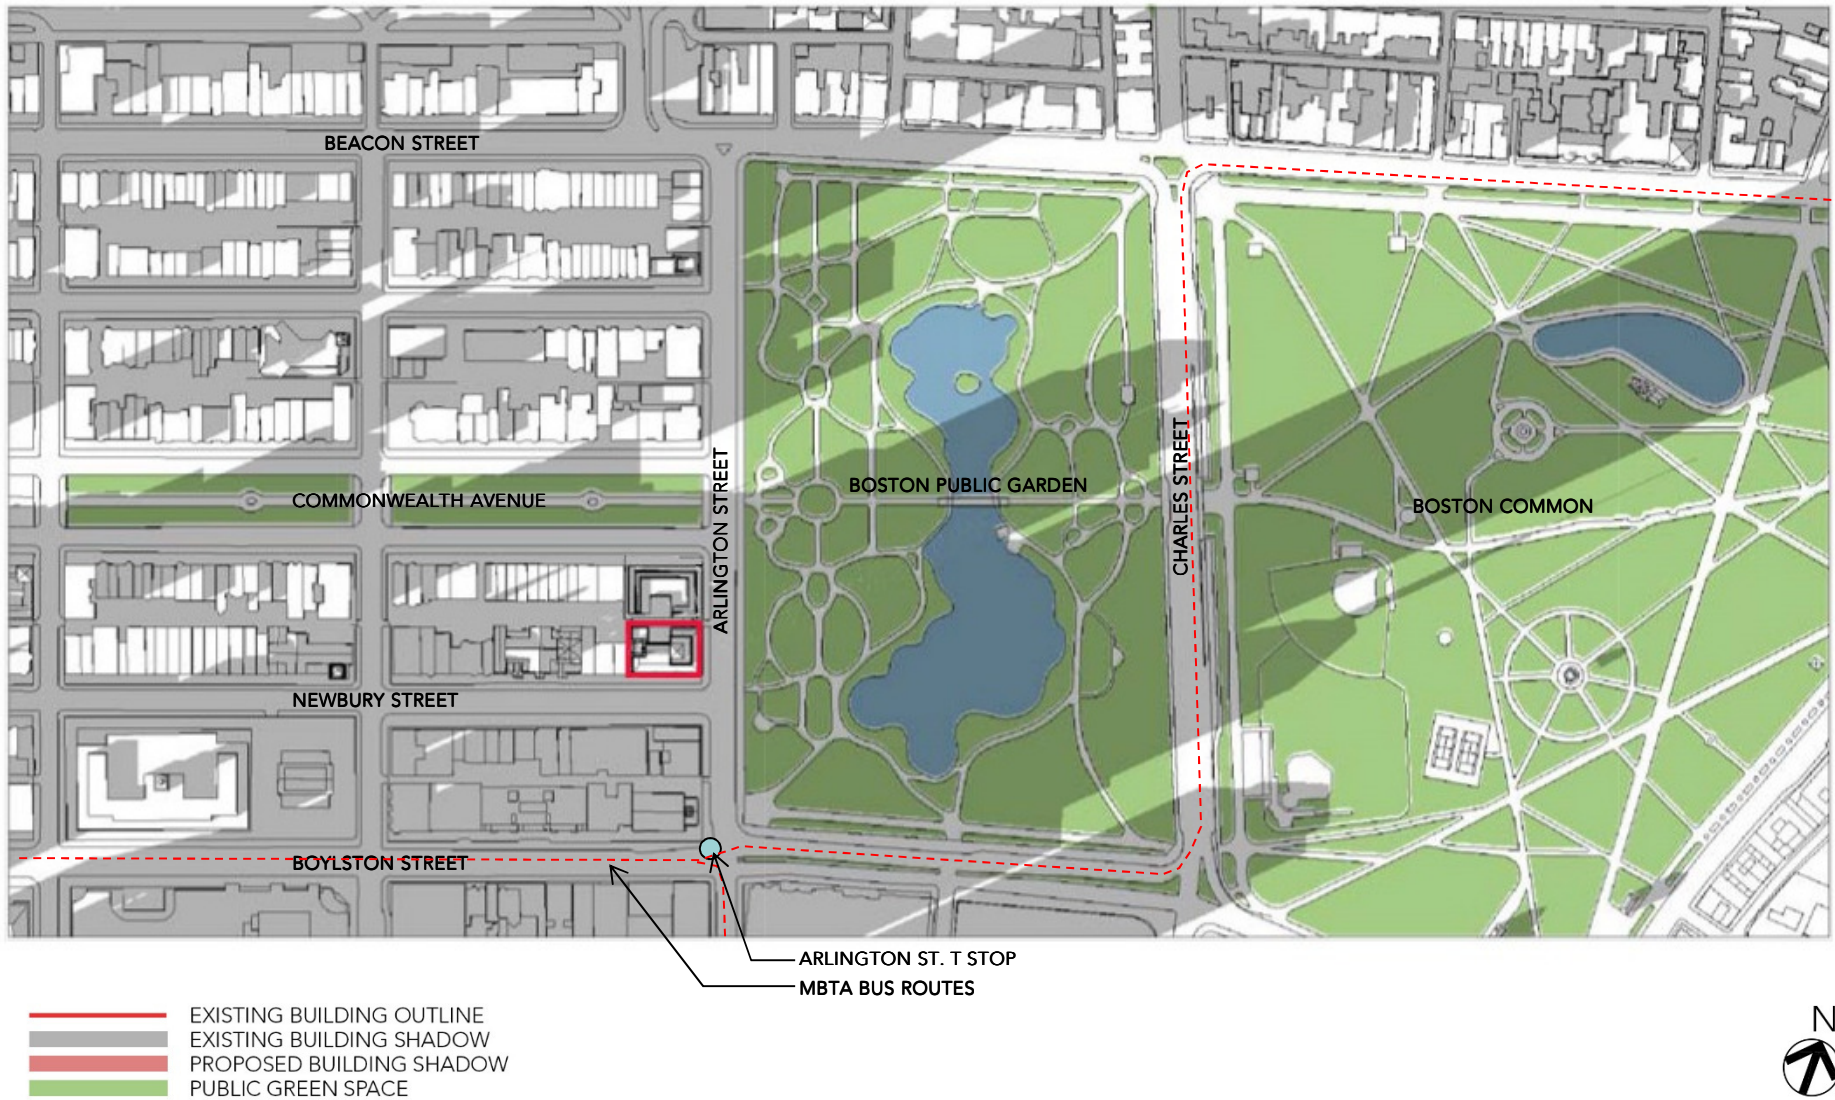 BEACON STREET
COMMONWEALTH AVENUE
ARLINGTON STREET
BOSTON PUBLIC GARDEN
CHARLES STREET
BOSTON COMMON
NEWBURY STREET
BOYLSTON STREET
ARLINGTON ST. T STOP
MBTA BUS ROUTES
EXISTING BUILDING OUTLINE
EXISTING BUILDING SHADOW
PROPOSED BUILDING SHADOW
PUBLIC GREEN SPACE
N